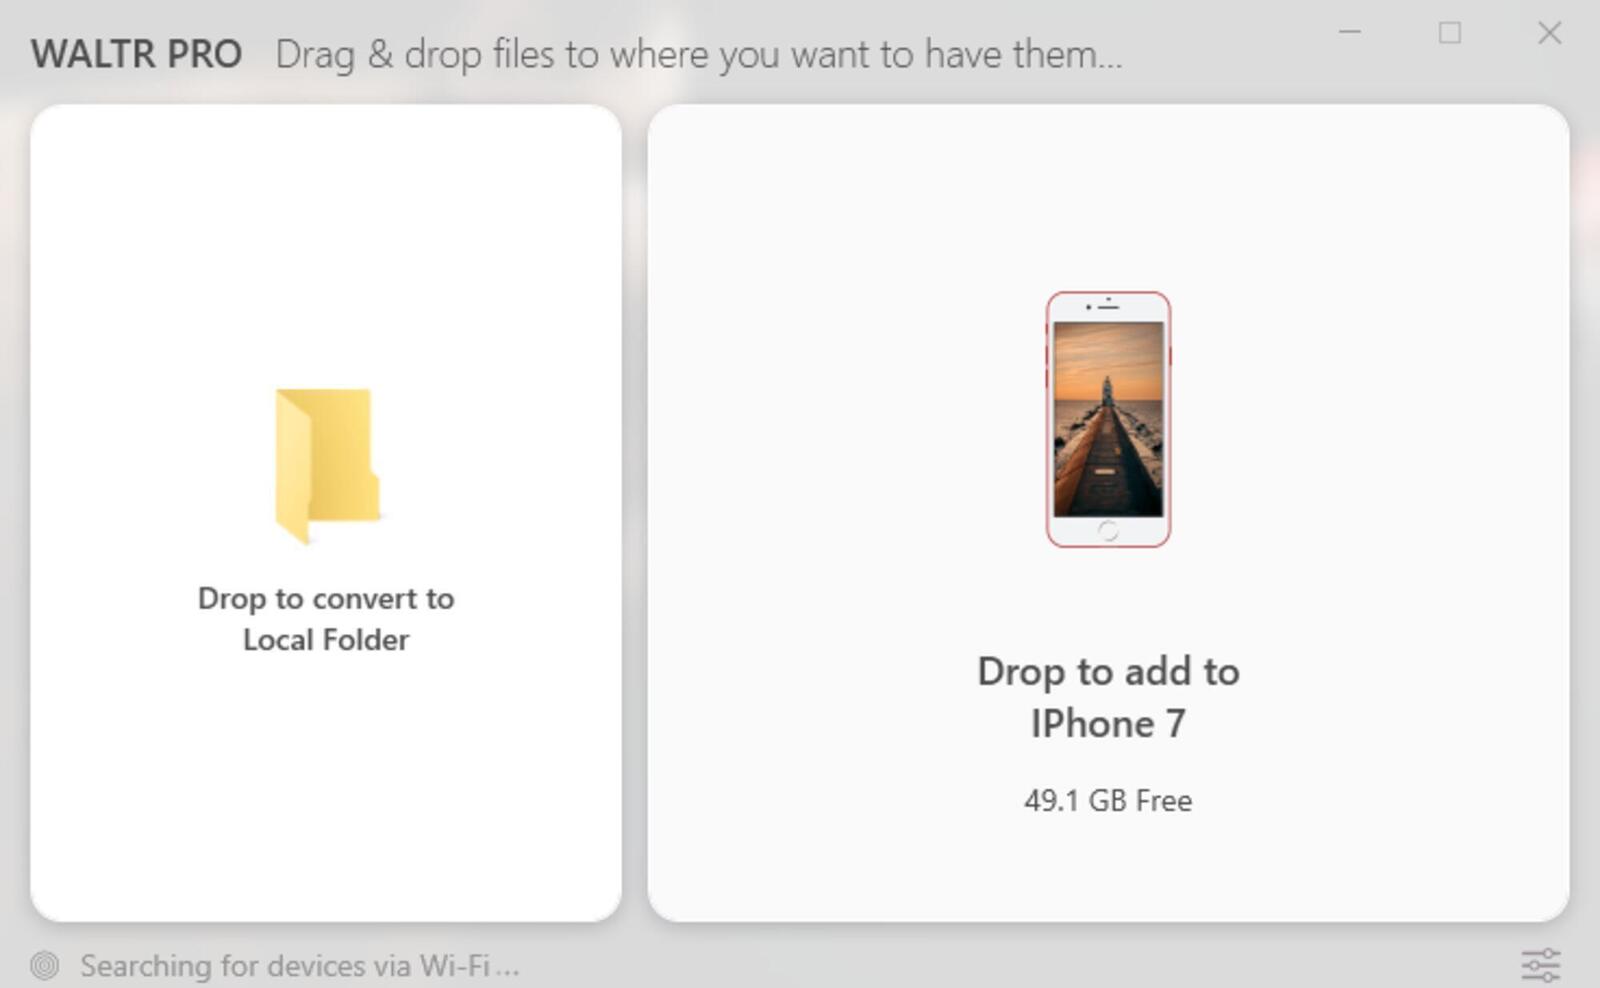 WALTR PRO Drag & drop files to where you want to have them...
Drop to convert to
Local Folder
Drop to add to
IPhone 7
49.1 GB Free
Searching for devices via Wi-Fi...